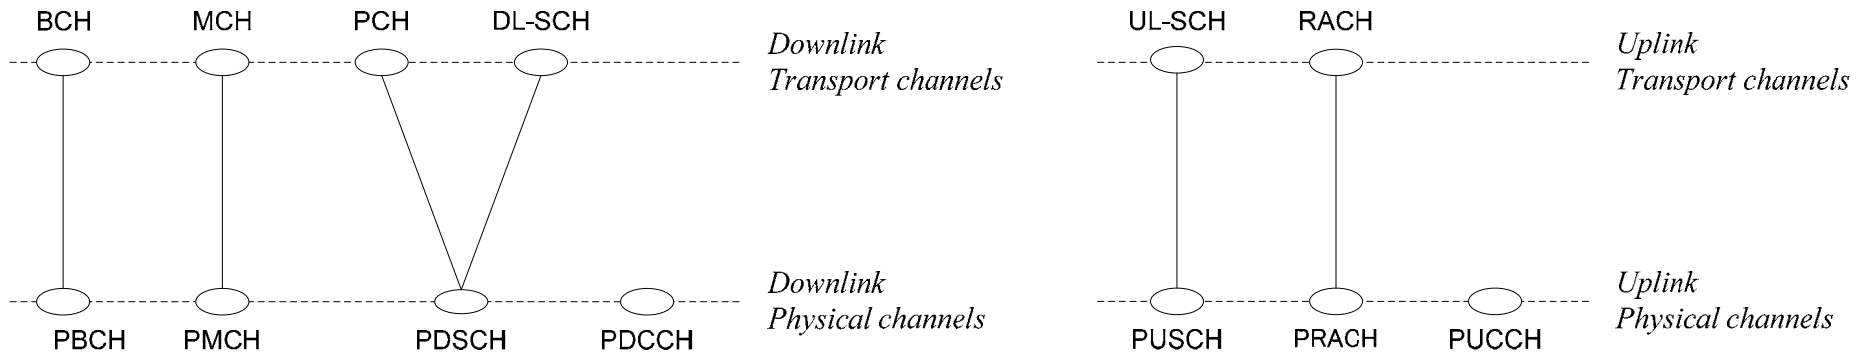 BCH MCH PCH DL-SCH
Downlink
Transport channels
UL-SCH RACH
Uplink
Transport channels
Downlink
Physical channels
PBCH PMCH PDSCH PDCCH
Uplink
Physical channels
PUSCH PRACH PUCCH